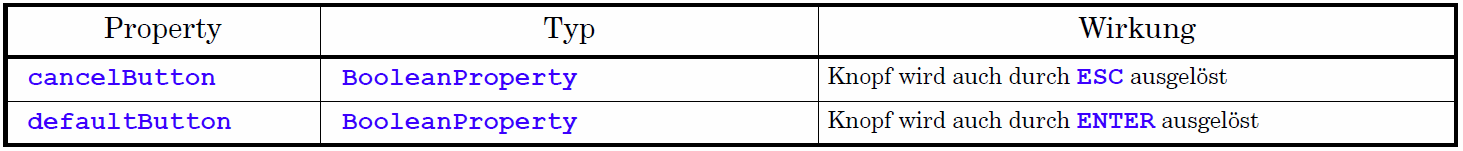 Property Typ Wirkung
cancelButton BooleanProperty Knopf wird auch durch ESC ausgelöst
defaultButton BooleanProperty Knopf wird auch durch ENTER ausgelöst